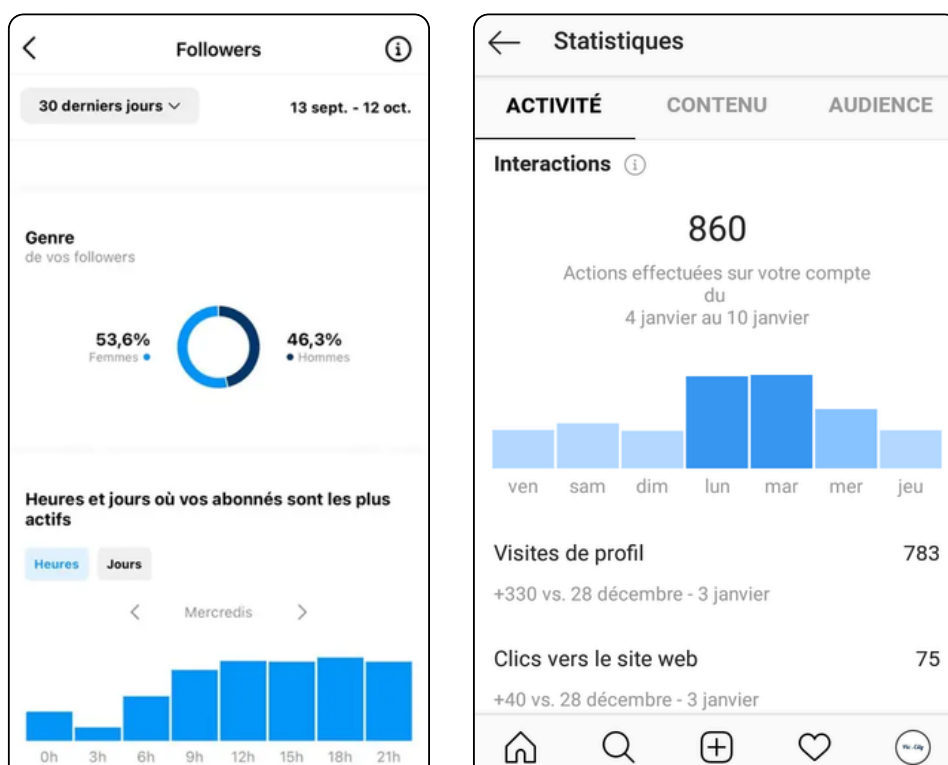 Followers
30 derniers jours
13 sept. - 12 oct.
Genre
de vos followers
53,6%
Femmes
46,3%
Hommes
Heures et jours où vos abonnés sont les plus
actifs
Heures
Jours
Mercredis
0h 3h 6h 9h 12h 15h 18h 21h
Statistiques
ACTIVITÉ CONTENU AUDIENCE
Interactions
860
Actions effectuées sur votre compte
du
4 janvier au 10 janvier
ven sam dim lun mar mer jeu
Visites de profil 783
+330 vs. 28 décembre - 3 janvier
Clics vers le site web 75
+40 vs. 28 décembre - 3 janvier